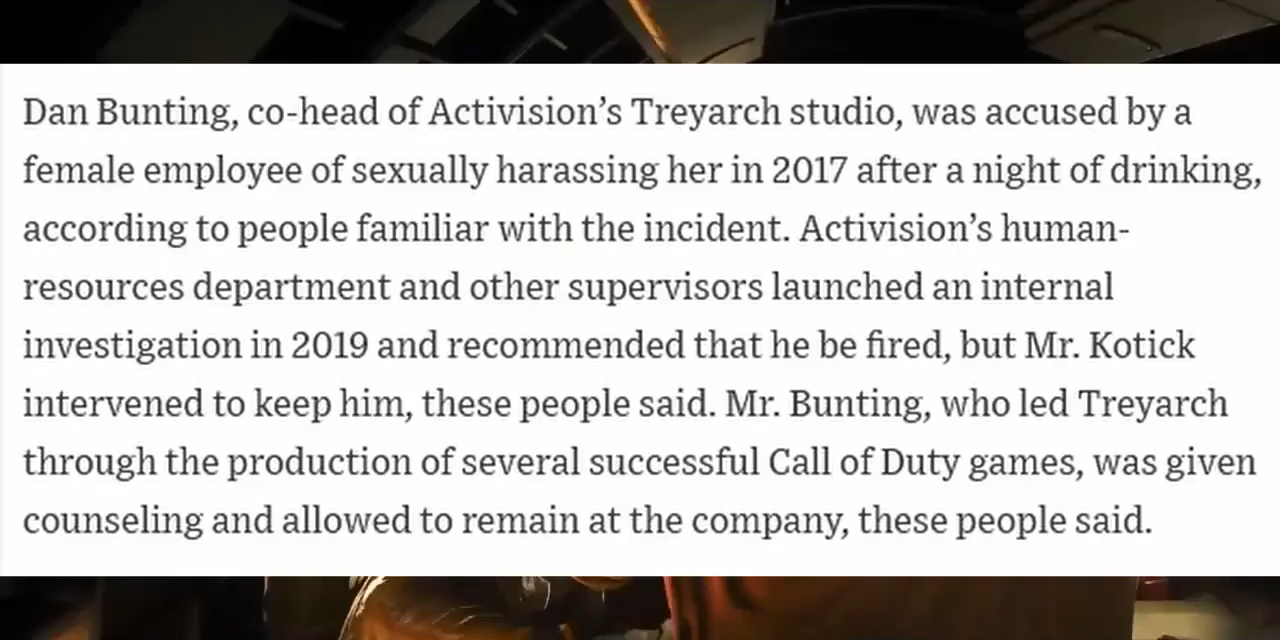 Dan Bunting, co-head of Activision’s Treyarch studio, was accused by a
female employee of sexually harassing her in 2017 after a night of drinking,
according to people familiar with the incident. Activision’s human-
resources department and other supervisors launched an internal
investigation in 2019 and recommended that he be fired, but Mr. Kotick
intervened to keep him, these people said. Mr. Bunting, who led Treyarch
through the production of several successful Call of Duty games, was given
counseling and allowed to remain at the company, these people said.